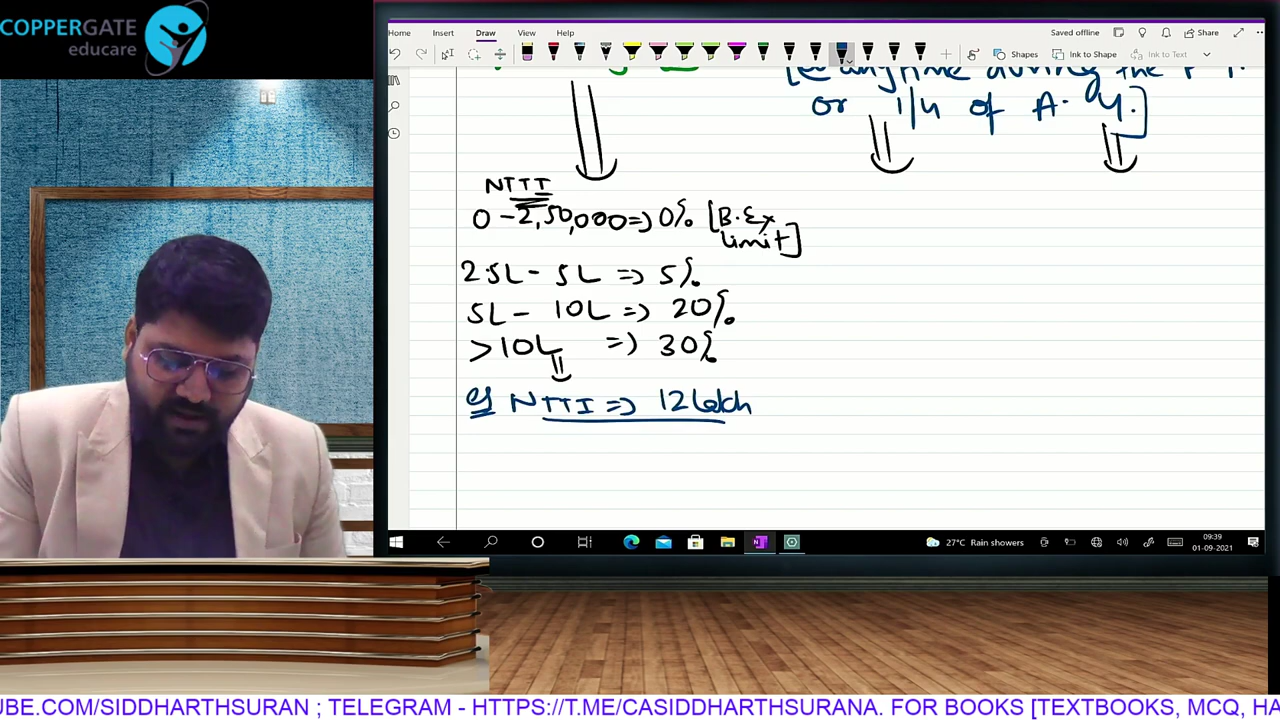 COPPERGATE
educare
Home Insert Draw View Help
Saved offline
Share
Shapes
Ink to Shape
Ink to Text
[@ anytime during the P.Y.
or 1/4 of A.Y.]
NTTI
0 - 2,50,000 => 0% [B.Ex
limit]
2.5L - 5L => 5%
5L - 10L => 20%
>10L => 30%
eg NTTI => 12 Lakh
27°C Rain showers
09:39
01-09-2021
UBE.COM/SIDDHARTHSURAN ; TELEGRAM - HTTPS://T.ME/CASIDDHARTHSURANA. FOR BOOKS [TEXTBOOKS, MCQ, HA